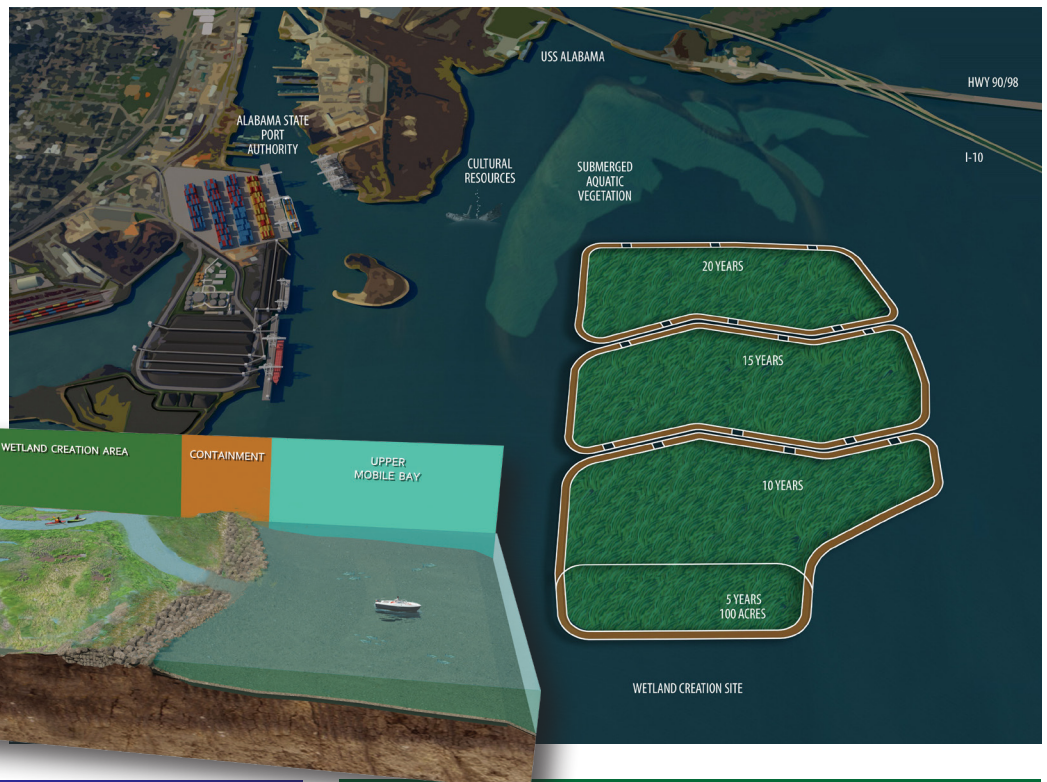 USS ALABAMA
HWY 90/98
ALABAMA STATE
PORT
AUTHORITY
I-10
CULTURAL
RESOURCES
SUBMERGED
AQUATIC
VEGETATION
20 YEARS
15 YEARS
WETLAND CREATION AREA
CONTAINMENT
UPPER
MOBILE BAY
10 YEARS
5 YEARS
100 ACRES
WETLAND CREATION SITE